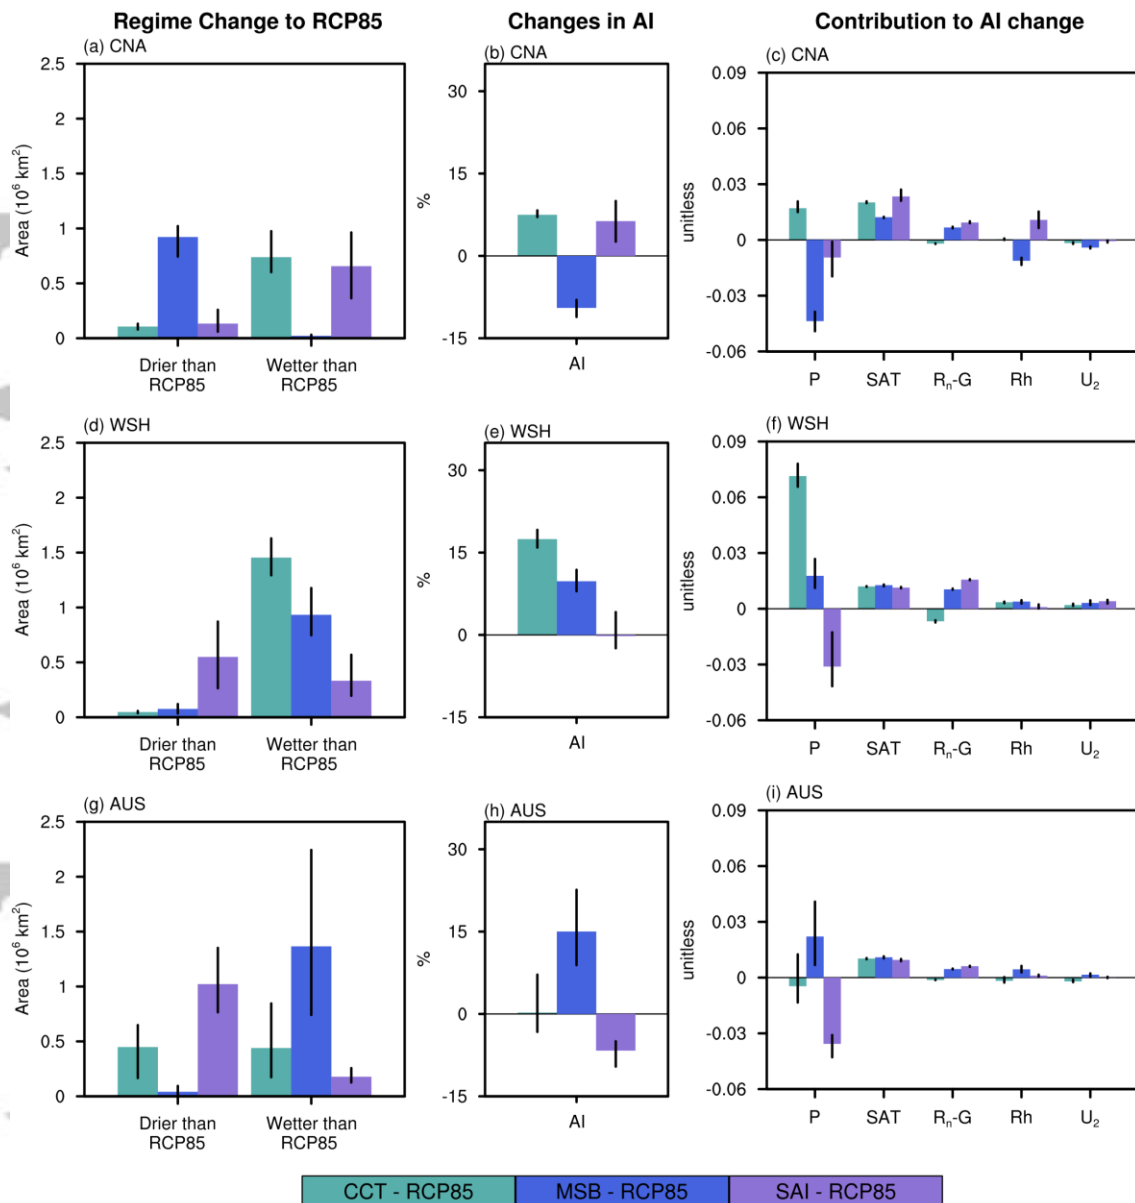 Regime Change to RCP85
Changes in AI
Contribution to AI change
(a) CNA
2.5
2
1.5
1
0.5
0
Area (10⁶ km²)
Drier than
RCP85
Wetter than
RCP85
(b) CNA
30
15
0
-15
%
AI
(c) CNA
0.09
0.06
0.03
0
-0.03
-0.06
unitless
P
SAT
Rₙ-G
Rh
U₂
(d) WSH
2.5
2
1.5
1
0.5
0
Area (10⁶ km²)
Drier than
RCP85
Wetter than
RCP85
(e) WSH
30
15
0
-15
%
AI
(f) WSH
0.09
0.06
0.03
0
-0.03
-0.06
unitless
P
SAT
Rₙ-G
Rh
U₂
(g) AUS
2.5
2
1.5
1
0.5
0
Area (10⁶ km²)
Drier than
RCP85
Wetter than
RCP85
(h) AUS
30
15
0
-15
%
AI
(i) AUS
0.09
0.06
0.03
0
-0.03
-0.06
unitless
P
SAT
Rₙ-G
Rh
U₂
CCT - RCP85
MSB - RCP85
SAI - RCP85